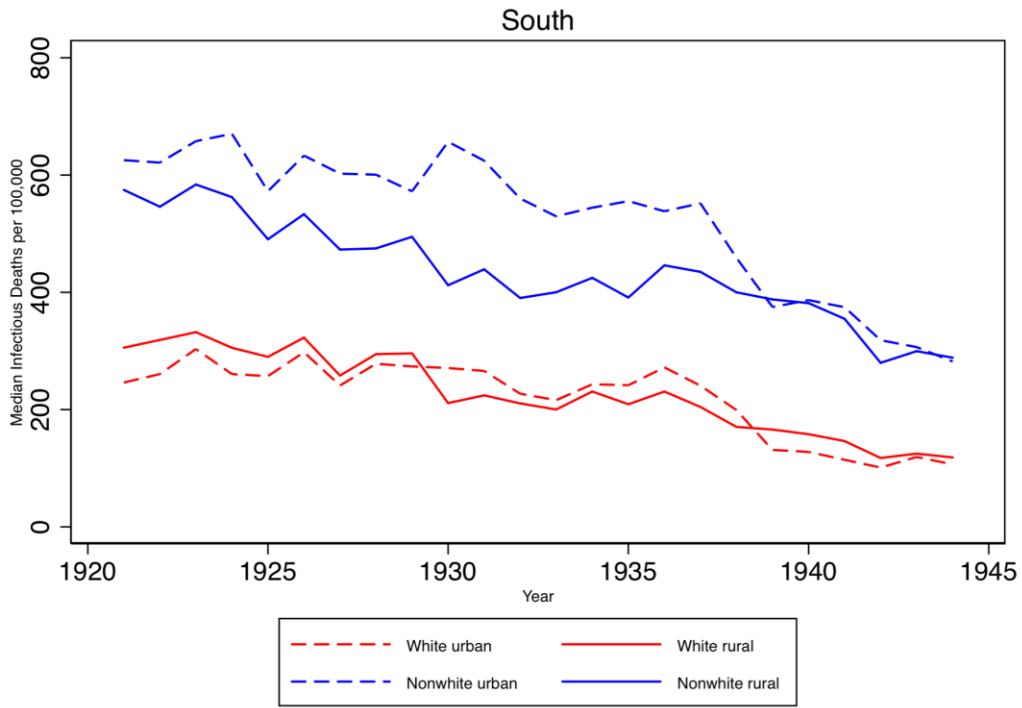 South
Median Infectious Deaths per 100,000
800
600
400
200
0
1920 1925 1930 1935 1940 1945
Year
White urban White rural
Nonwhite urban Nonwhite rural